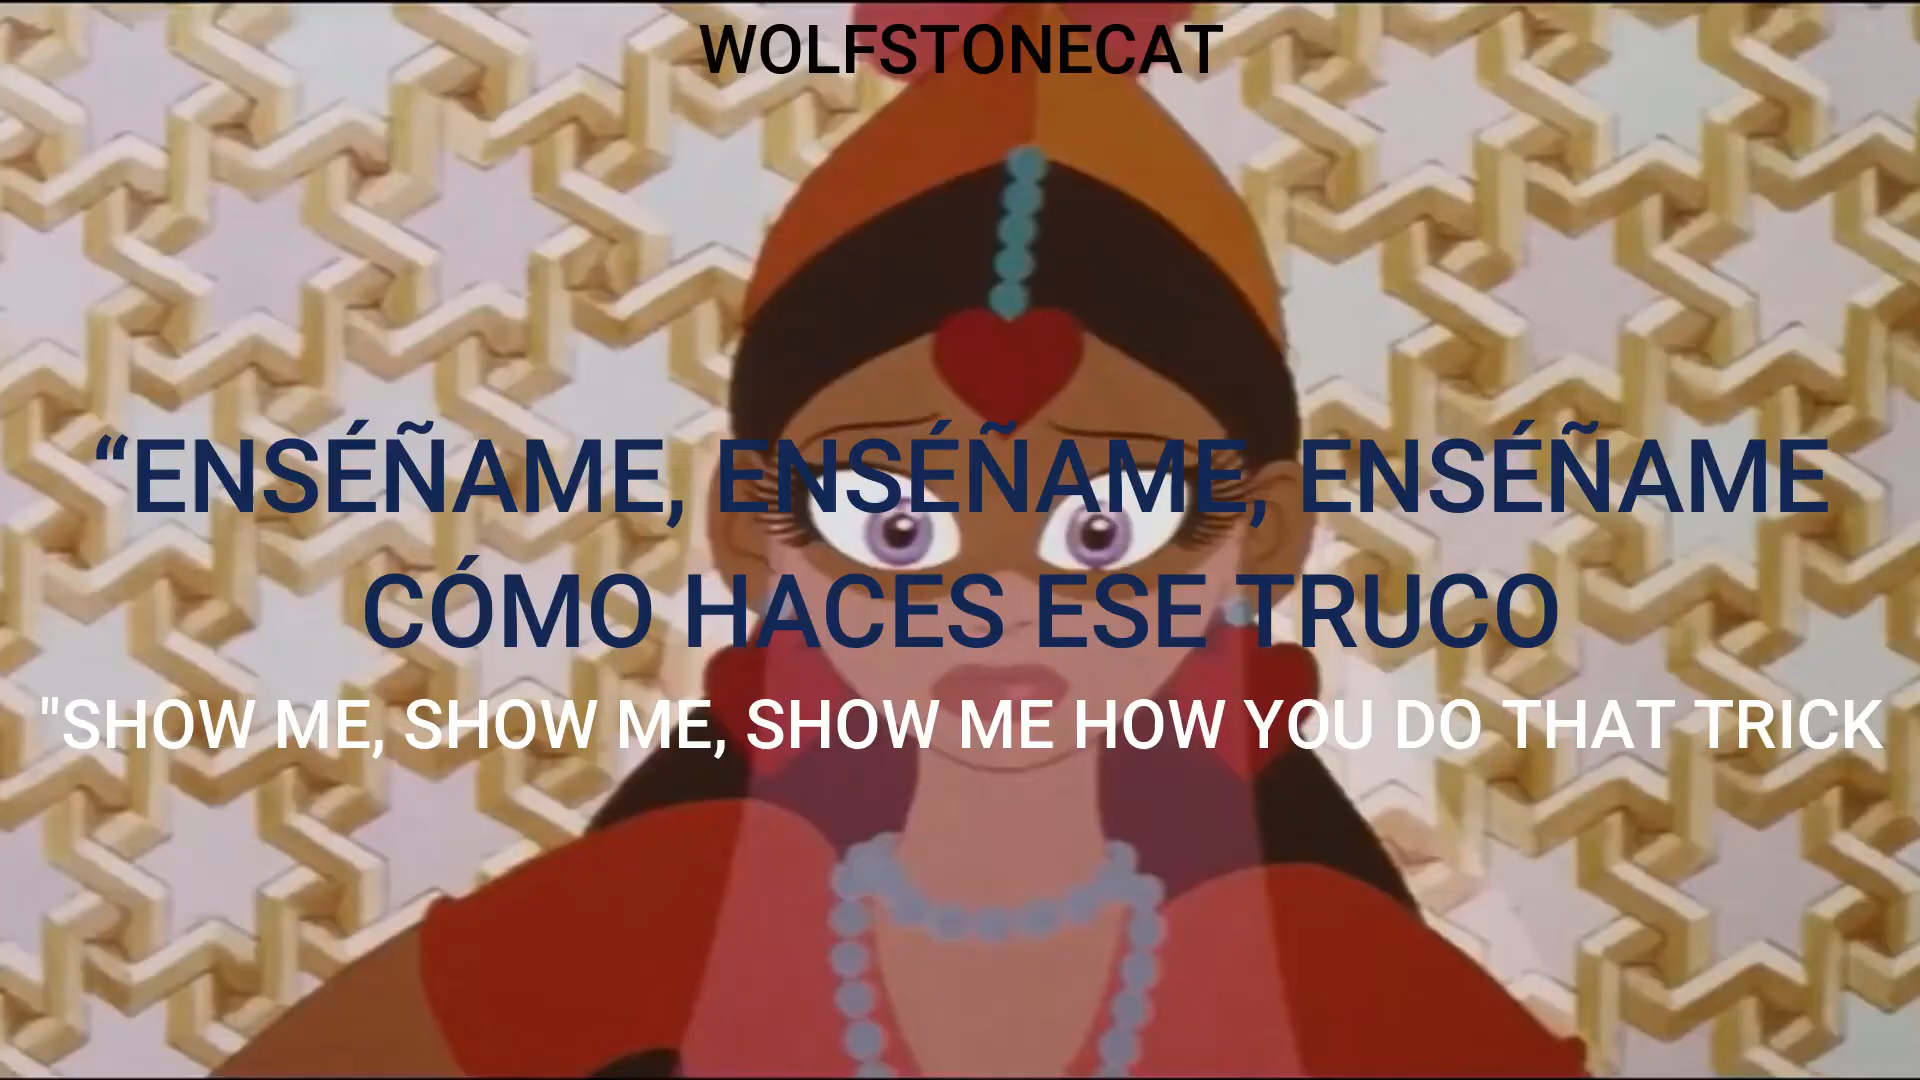 WOLFSTONECAT
“ENSÉÑAME, ENSÉÑAME, ENSÉÑAME
CÓMO HACES ESE TRUCO
"SHOW ME, SHOW ME, SHOW ME HOW YOU DO THAT TRICK